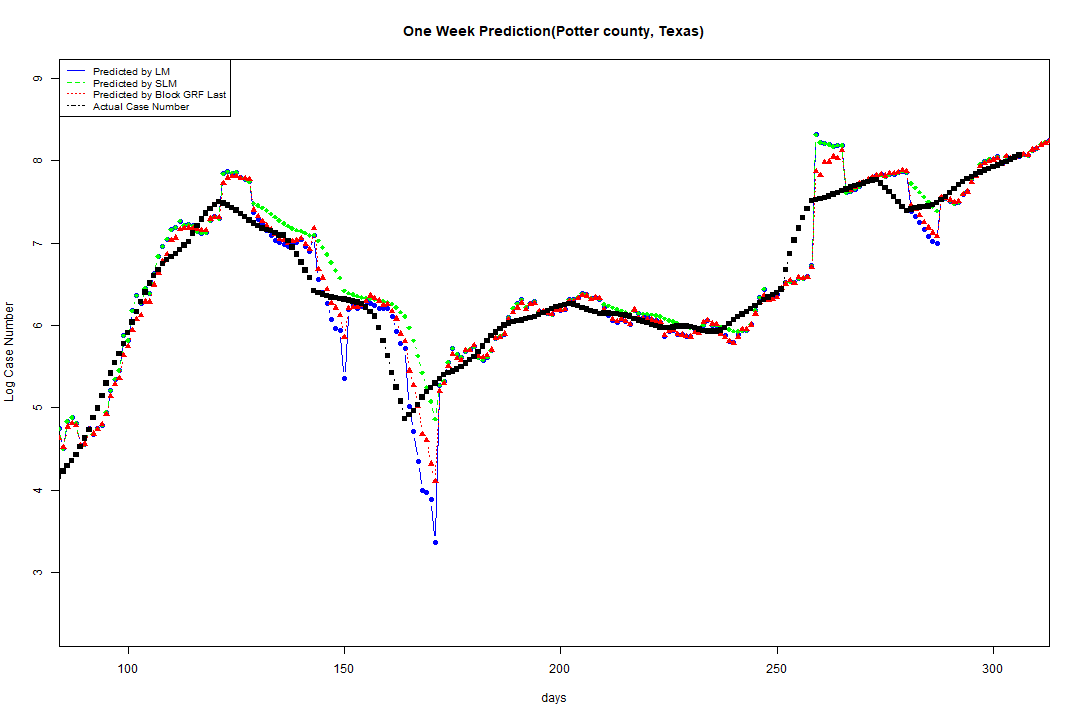 One Week Prediction(Potter county, Texas)
Predicted by LM
Predicted by SLM
Predicted by Block GRF Last
Actual Case Number
9
8
7
6
5
4
3
Log Case Number
100 150 200 250 300
days